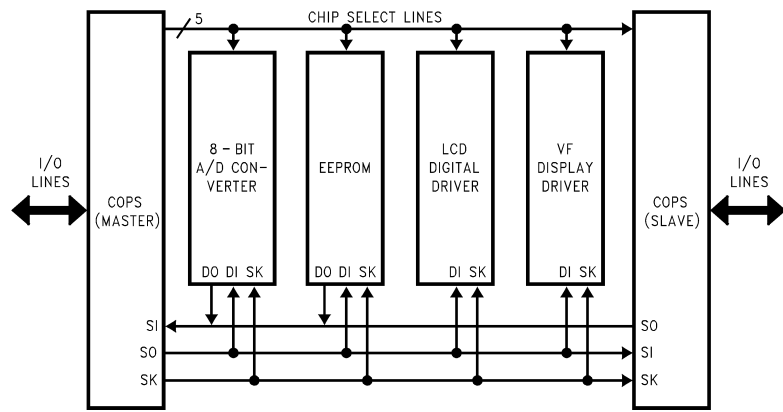 5
CHIP SELECT LINES
I/O
LINES
COPS
(MASTER)
8 - BIT
A/D CON-
VERTER
DO DI SK
EEPROM
DO DI SK
LCD
DIGITAL
DRIVER
DI SK
VF
DISPLAY
DRIVER
DI SK
COPS
(SLAVE)
I/O
LINES
SI
SO
SK
SO
SI
SK